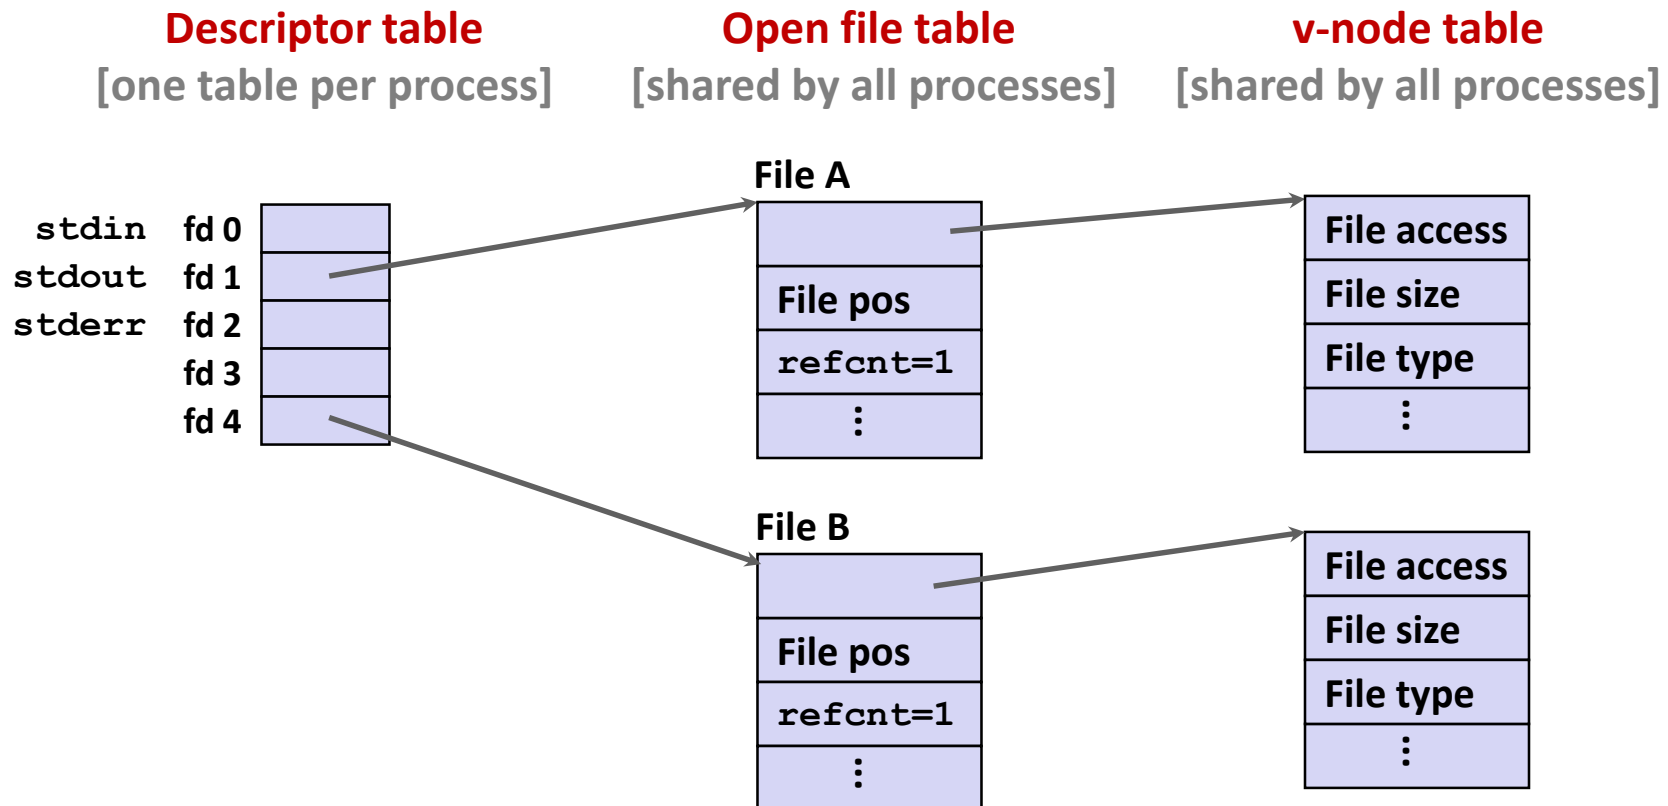 Descriptor table
[one table per process]
Open file table
[shared by all processes]
v-node table
[shared by all processes]
stdin fd 0
stdout fd 1
stderr fd 2
fd 3
fd 4
File A
File pos
refcnt=1
⋮
File access
File size
File type
⋮
File B
File pos
refcnt=1
⋮
File access
File size
File type
⋮